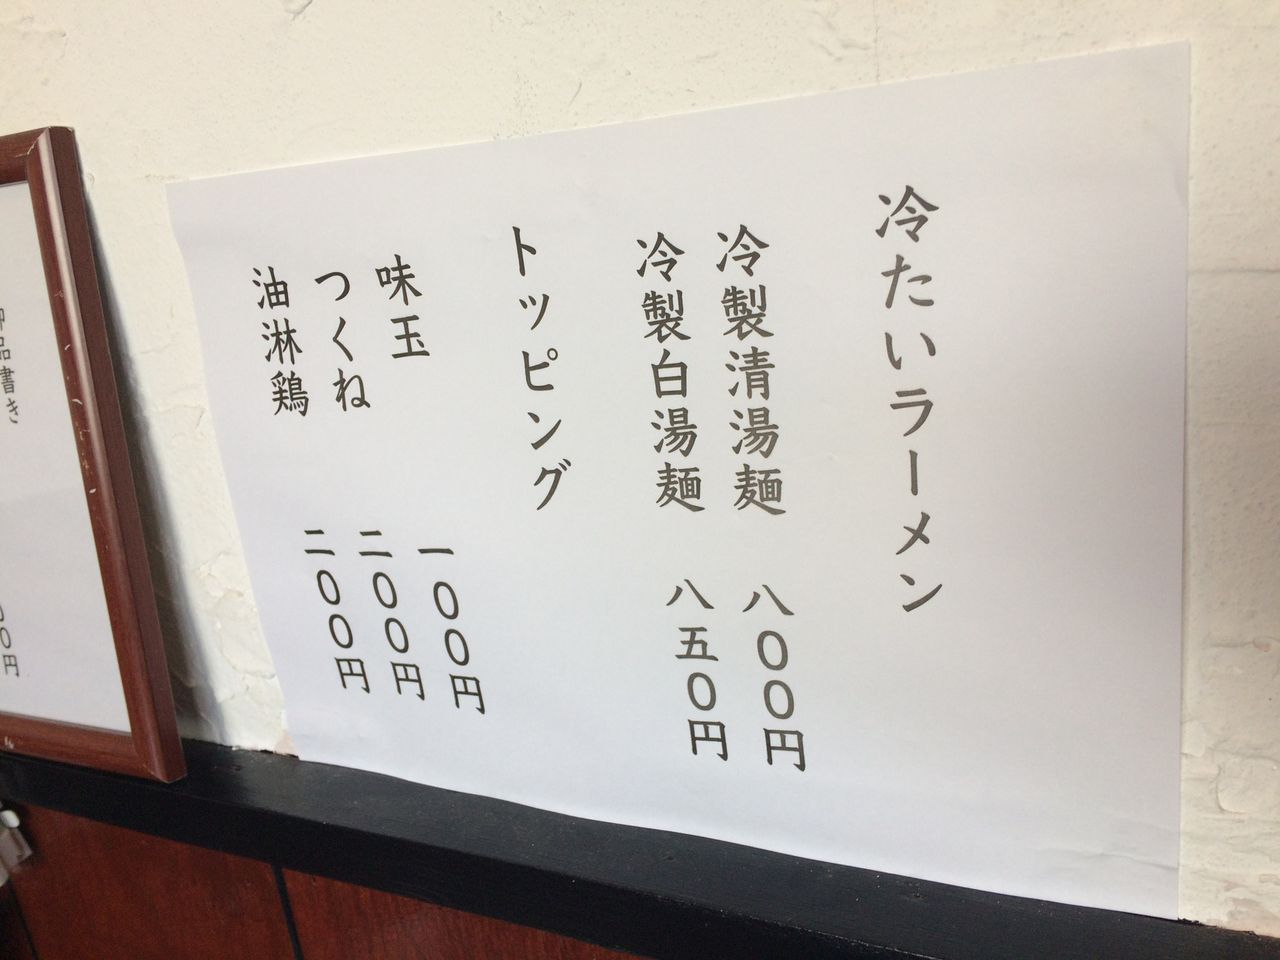 冷たいラーメン
冷製清湯麺 八〇〇円
冷製白湯麺 八五〇円
トッピング
味玉 一〇〇円
つくね 二〇〇円
油淋鶏 二〇〇円
品書き
〇円